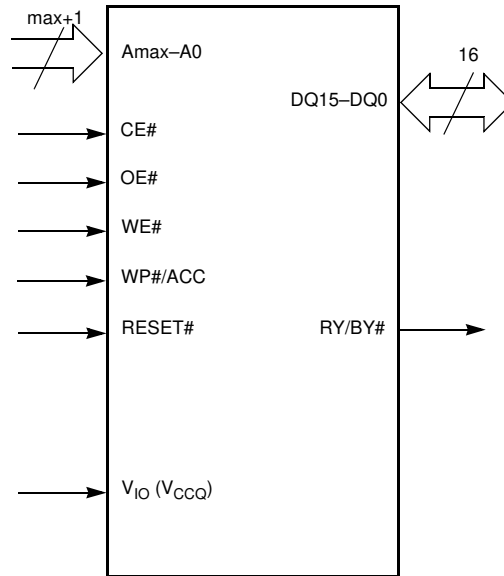 max+1
Amax–A0
16
DQ15–DQ0
CE#
OE#
WE#
WP#/ACC
RESET#
RY/BY#
VIO (VCCQ)